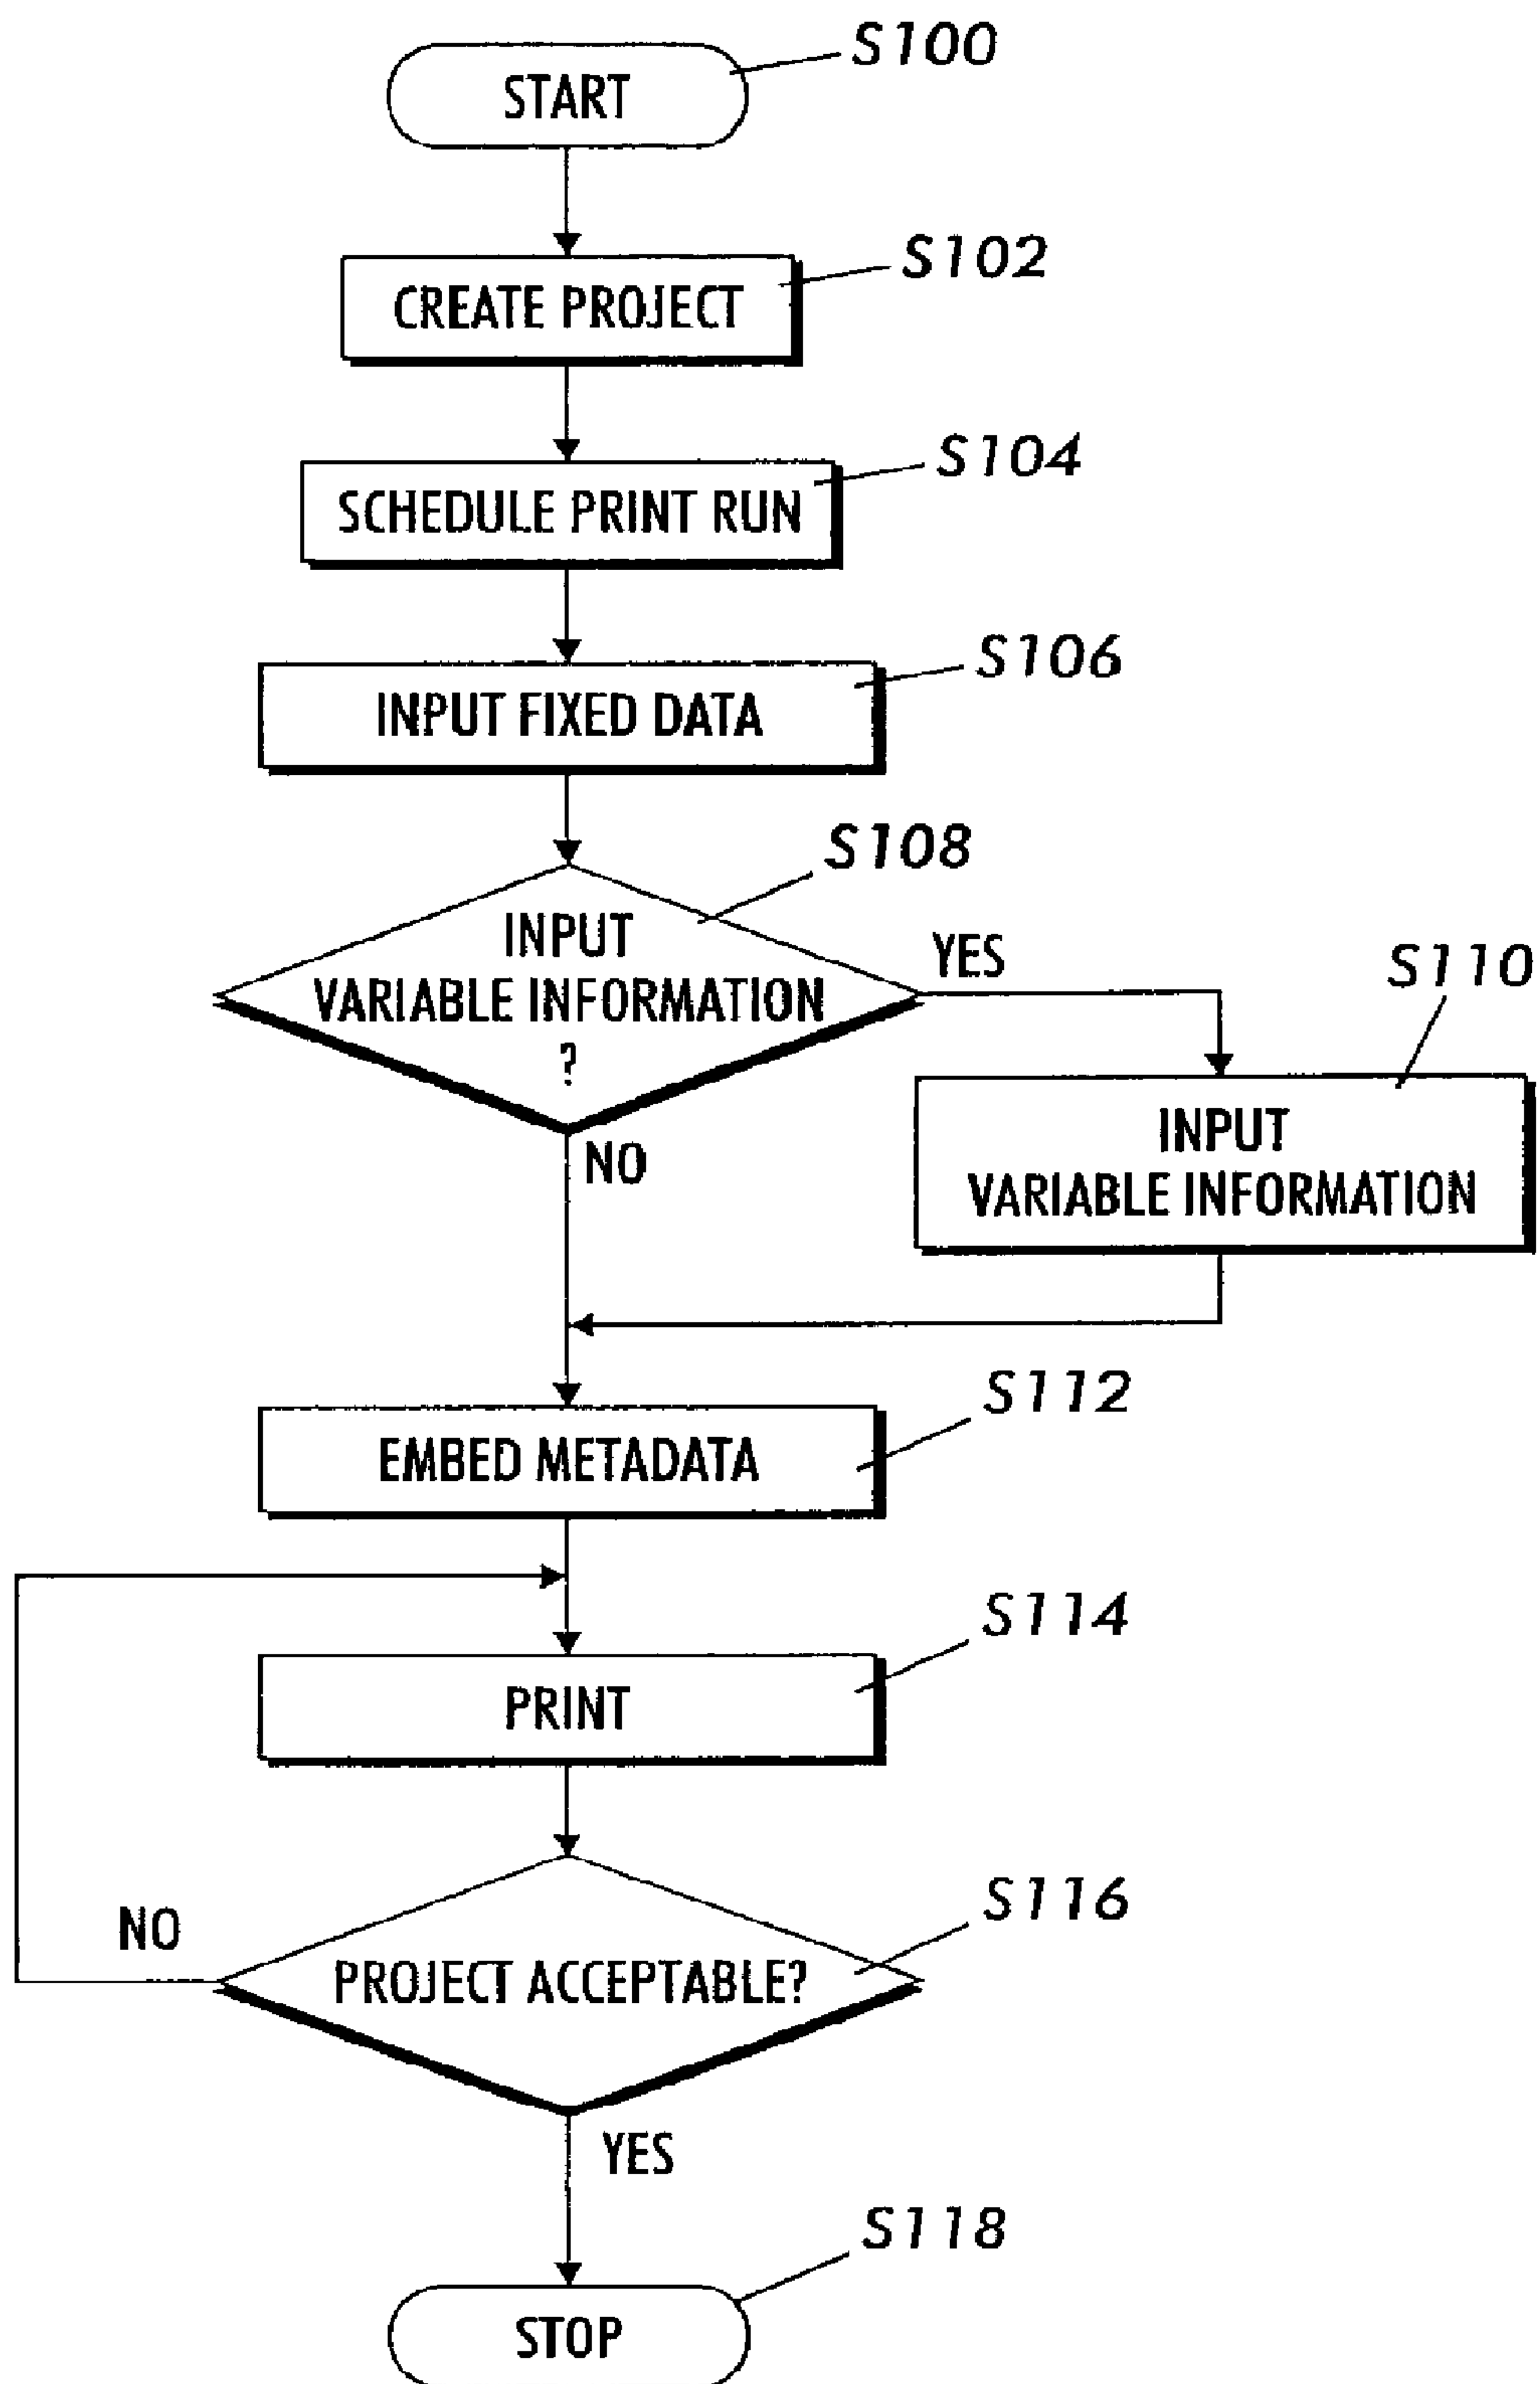 S100
START
S102
CREATE PROJECT
S104
SCHEDULE PRINT RUN
S106
INPUT FIXED DATA
S108
INPUT
VARIABLE INFORMATION
?
YES
S110
INPUT
VARIABLE INFORMATION
NO
S112
EMBED METADATA
S114
PRINT
S116
NO
PROJECT ACCEPTABLE?
YES
S118
STOP